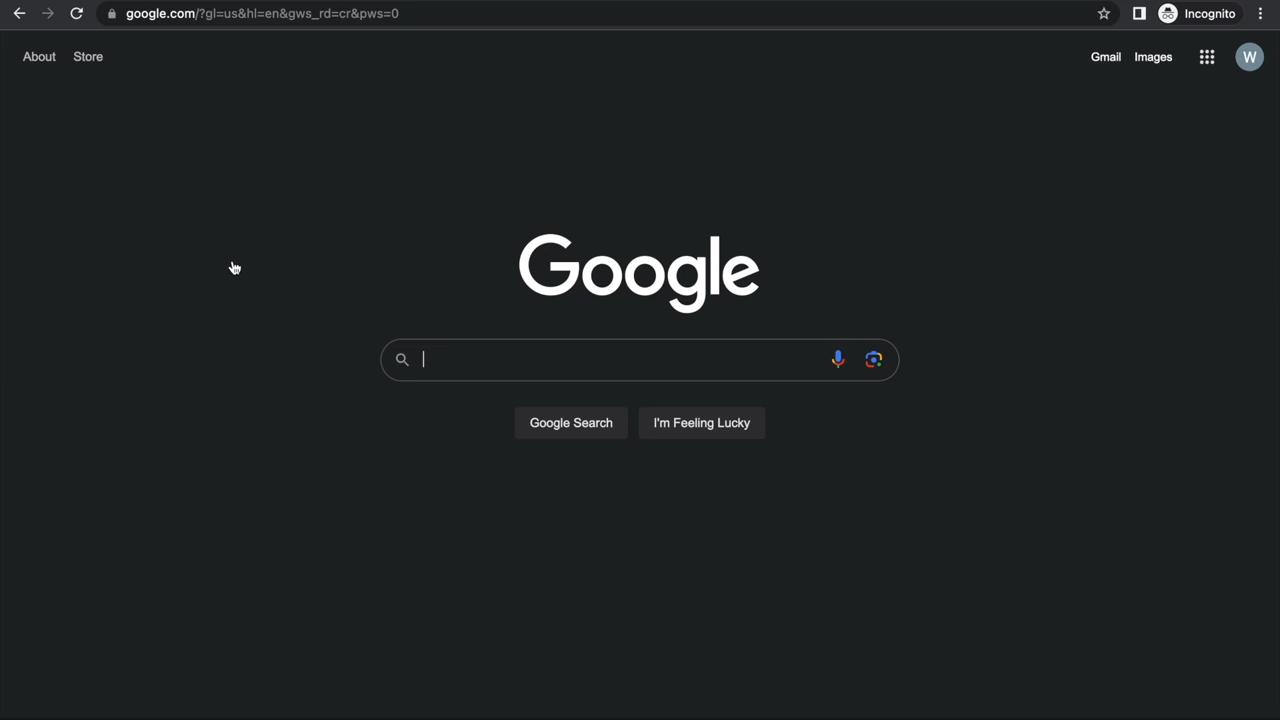 google.com/?gl=us&hl=en&gws_rd=cr&pws=0
Incognito
About Store
Gmail Images
W
Google
Google Search
I'm Feeling Lucky